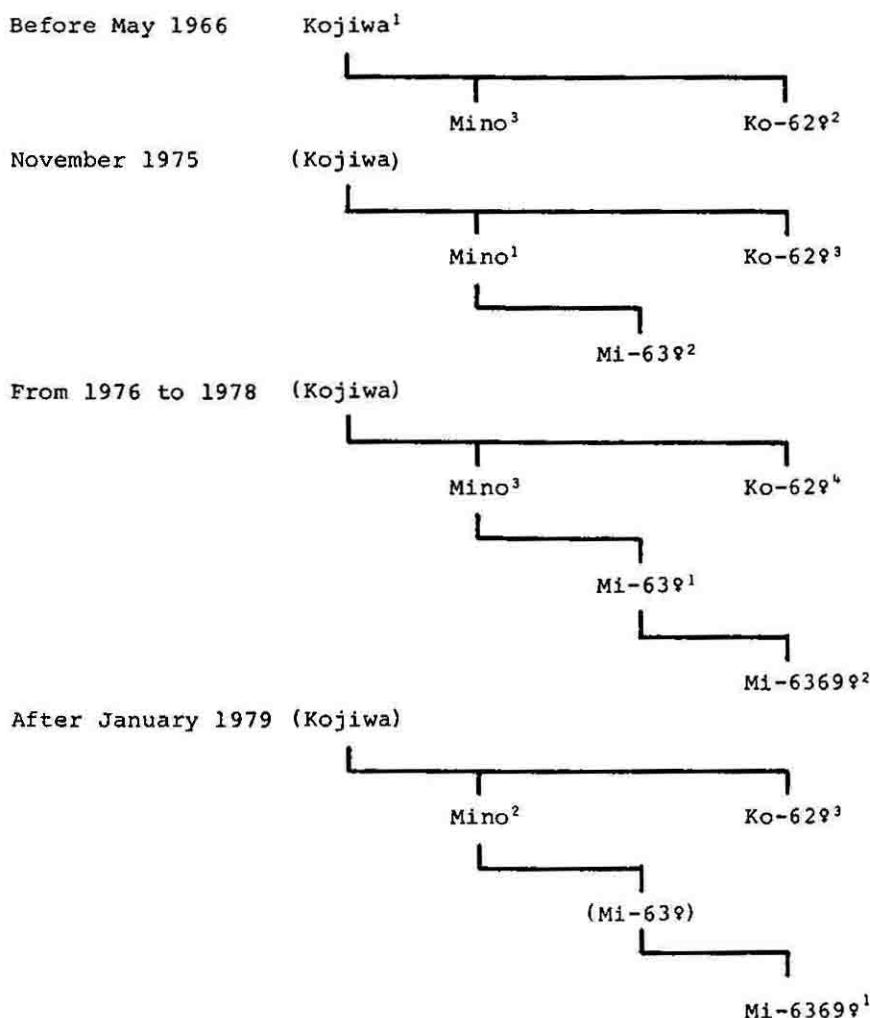 Before May 1966 Kojiwa¹
Mino³ Ko-62♀²
November 1975 (Kojiwa)
Mino¹ Ko-62♀³
Mi-63♀²
From 1976 to 1978 (Kojiwa)
Mino³ Ko-62♀⁴
Mi-63♀¹
Mi-6369♀²
After January 1979 (Kojiwa)
Mino² Ko-62♀³
(Mi-63♀)
Mi-6369♀¹